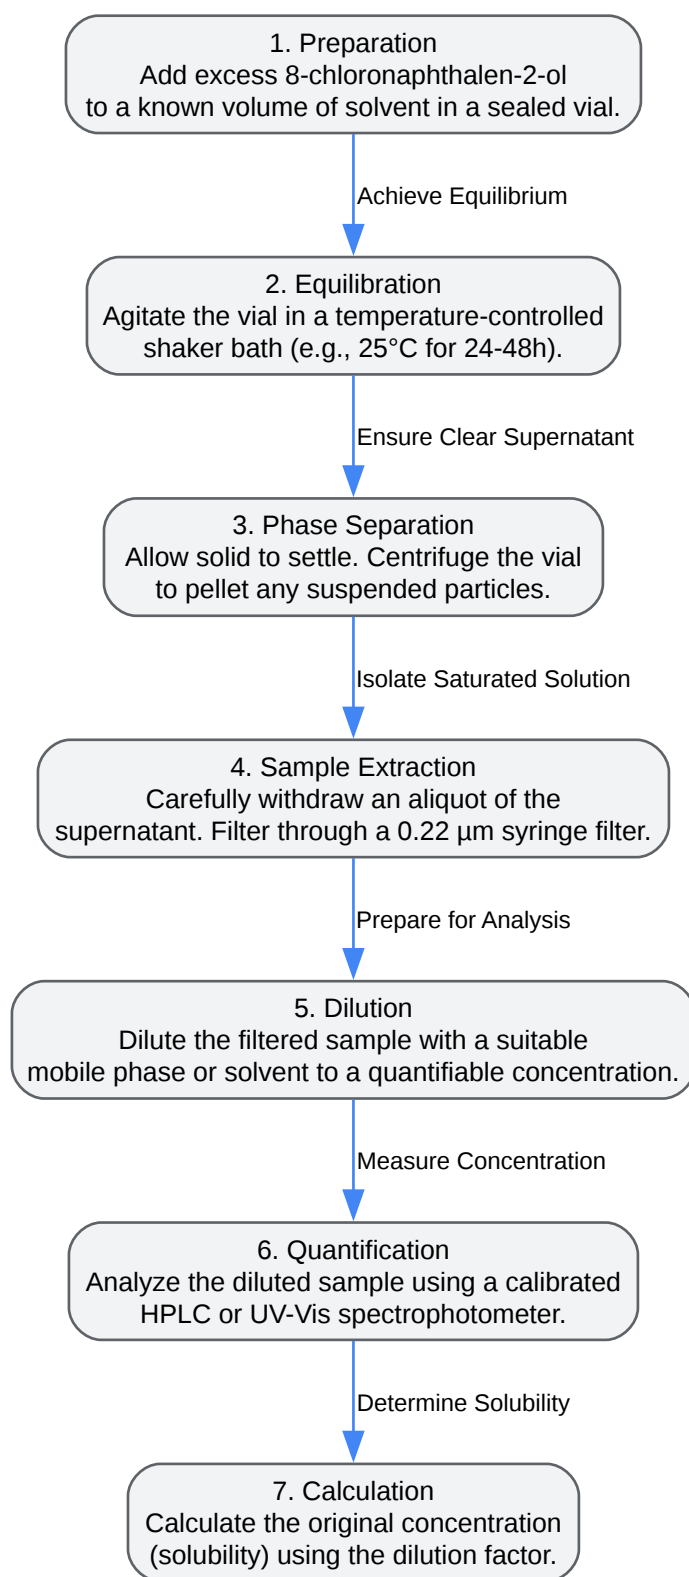 1. Preparation
Add excess 8-chloronaphthalen-2-ol
to a known volume of solvent in a sealed vial.
Achieve Equilibrium
2. Equilibration
Agitate the vial in a temperature-controlled
shaker bath (e.g., 25°C for 24-48h).
Ensure Clear Supernatant
3. Phase Separation
Allow solid to settle. Centrifuge the vial
to pellet any suspended particles.
Isolate Saturated Solution
4. Sample Extraction
Carefully withdraw an aliquot of the
supernatant. Filter through a 0.22 µm syringe filter.
Prepare for Analysis
5. Dilution
Dilute the filtered sample with a suitable
mobile phase or solvent to a quantifiable concentration.
Measure Concentration
6. Quantification
Analyze the diluted sample using a calibrated
HPLC or UV-Vis spectrophotometer.
Determine Solubility
7. Calculation
Calculate the original concentration
(solubility) using the dilution factor.